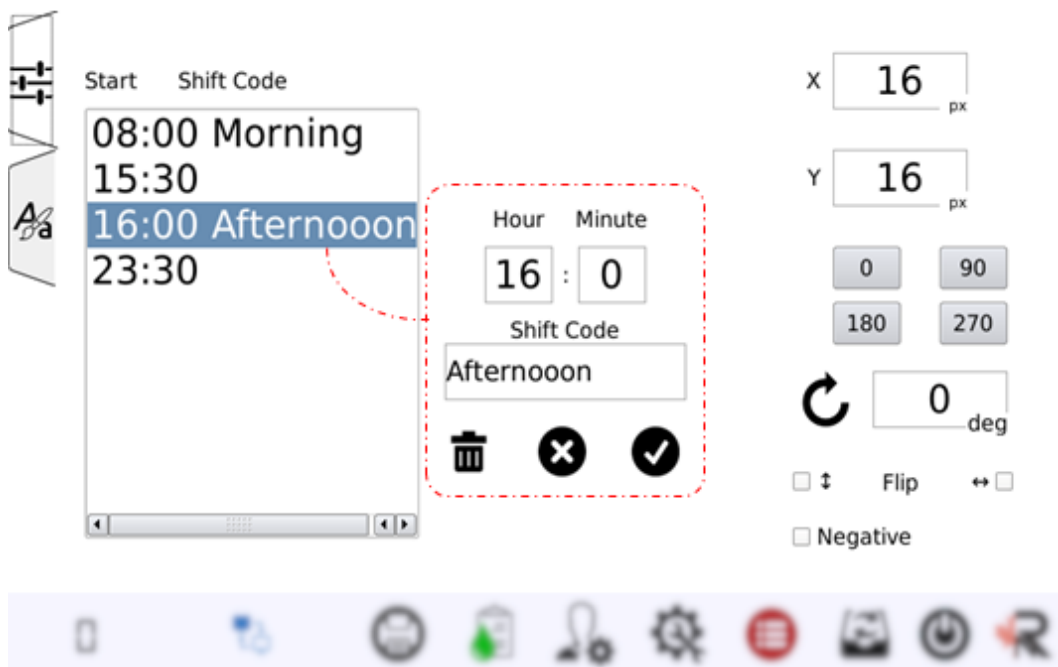 Start Shift Code
08:00 Morning
15:30
16:00 Afternooon
23:30
Hour Minute
16 : 0
Shift Code
Afternooon
X 16 px
Y 16 px
0 90
180 270
0 deg
Flip
Negative